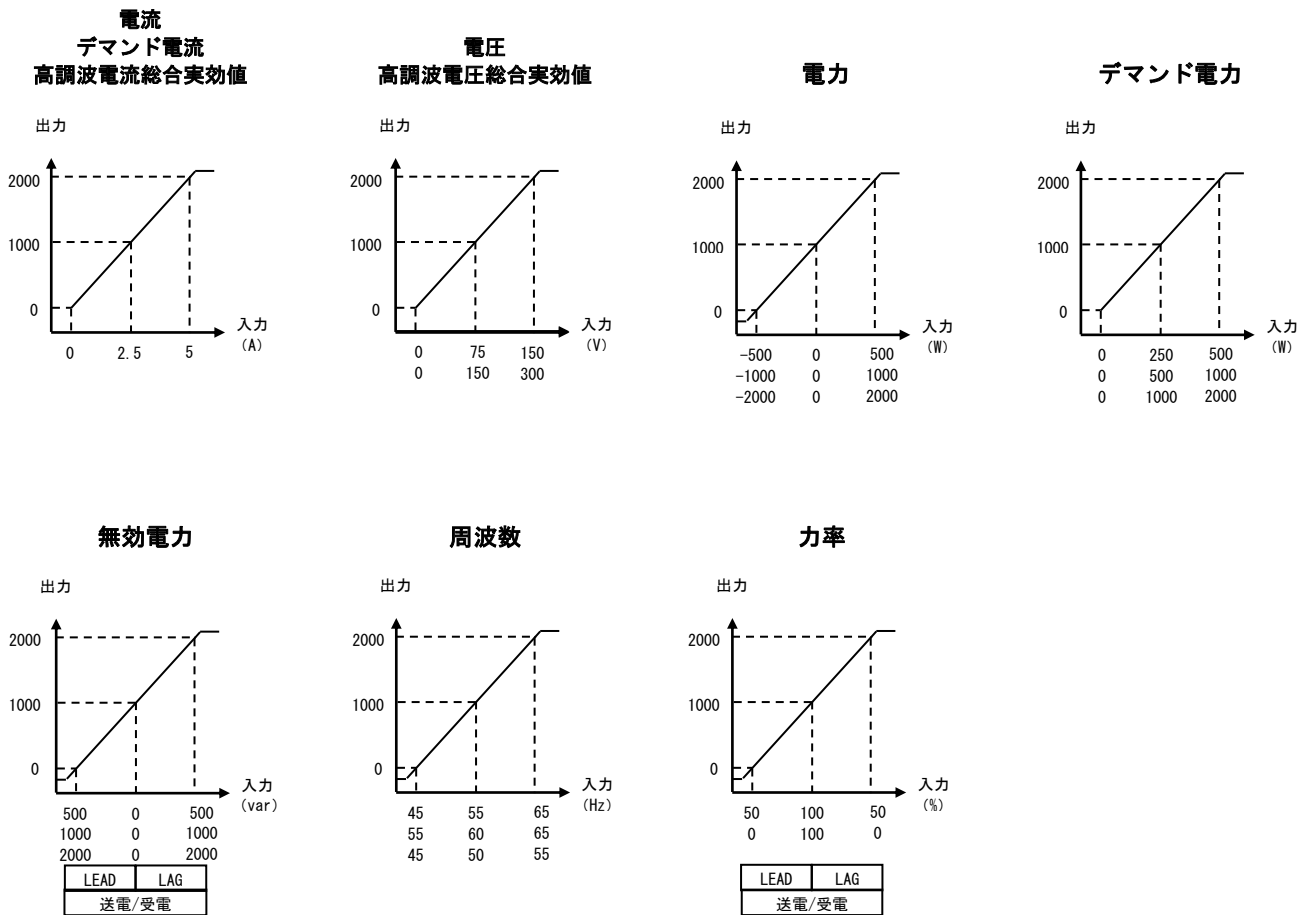 電流
デマンド電流
高調波電流総合実効値
出力
2000
1000
0
0 2.5 5
入力
(A)
電圧
高調波電圧総合実効値
出力
2000
1000
0
0 75 150
0 150 300
入力
(V)
電力
出力
2000
1000
0
-500 0 500
-1000 0 1000
-2000 0 2000
入力
(W)
デマンド電力
出力
2000
1000
0
0 250 500
0 500 1000
0 1000 2000
入力
(W)
無効電力
出力
2000
1000
0
500 0 500
1000 0 1000
2000 0 2000
入力
(var)
LEAD LAG
送電/受電
周波数
出力
2000
1000
0
45 55 65
55 60 65
45 50 55
入力
(Hz)
力率
出力
2000
1000
0
50 100 50
0 100 0
入力
(%)
LEAD LAG
送電/受電